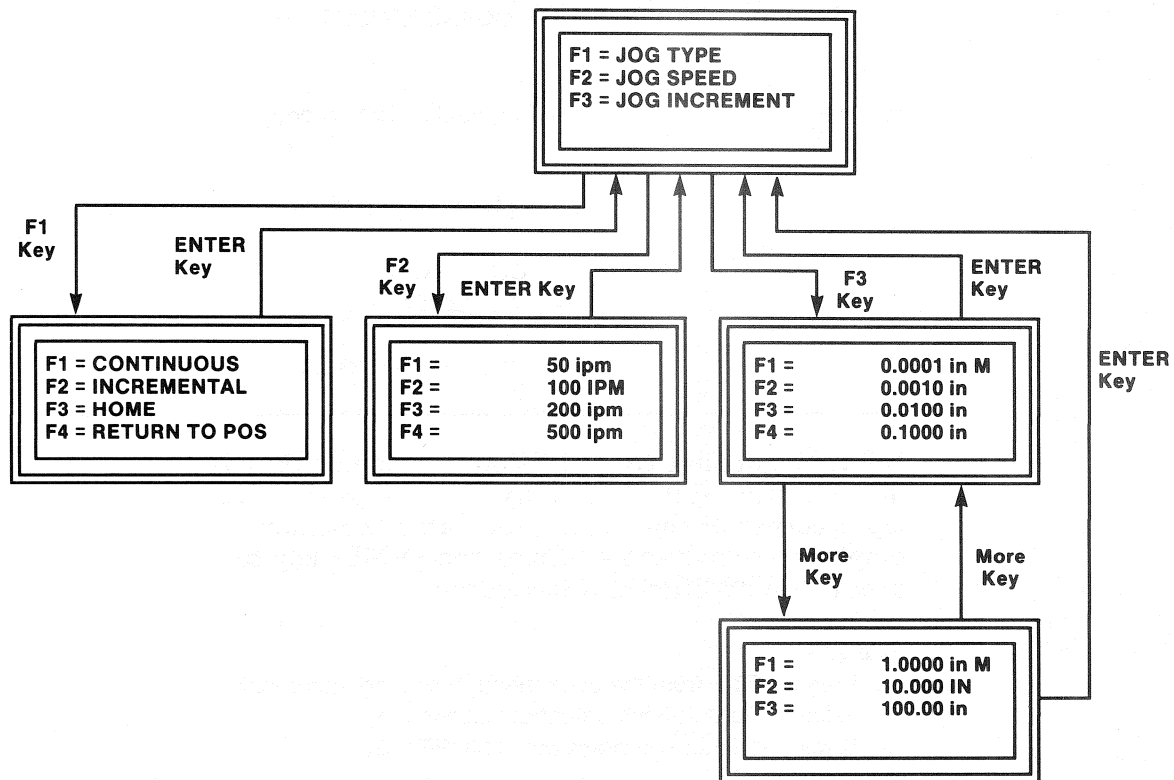 F1 = JOG TYPE
F2 = JOG SPEED
F3 = JOG INCREMENT
F1
Key
ENTER
Key
F2
Key
ENTER Key
F3
Key
ENTER
Key
ENTER
Key
F1 = CONTINUOUS
F2 = INCREMENTAL
F3 = HOME
F4 = RETURN TO POS
F1 = 50 ipm
F2 = 100 IPM
F3 = 200 ipm
F4 = 500 ipm
F1 = 0.0001 in M
F2 = 0.0010 in
F3 = 0.0100 in
F4 = 0.1000 in
More
Key
More
Key
F1 = 1.0000 in M
F2 = 10.000 IN
F3 = 100.00 in